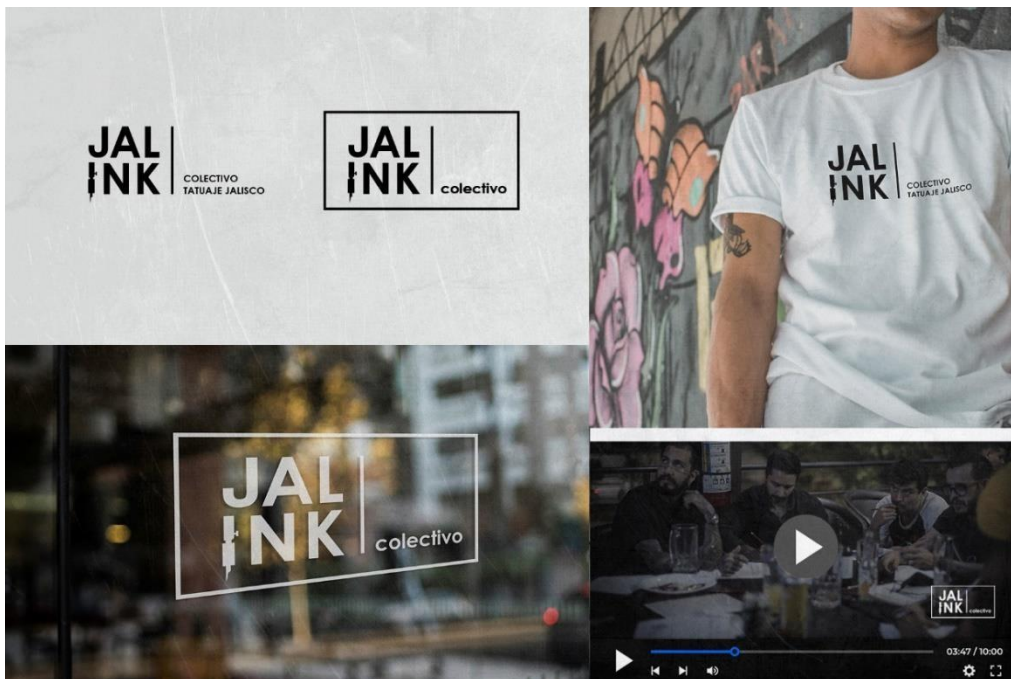 JAL
INK
COLECTIVO
TATUAJE JALISCO
JAL
INK
colectivo
JAL
INK
COLECTIVO
TATUAJE JALISCO
JAL
INK
colectivo
JAL
INK
colectivo
03:47 / 10:00